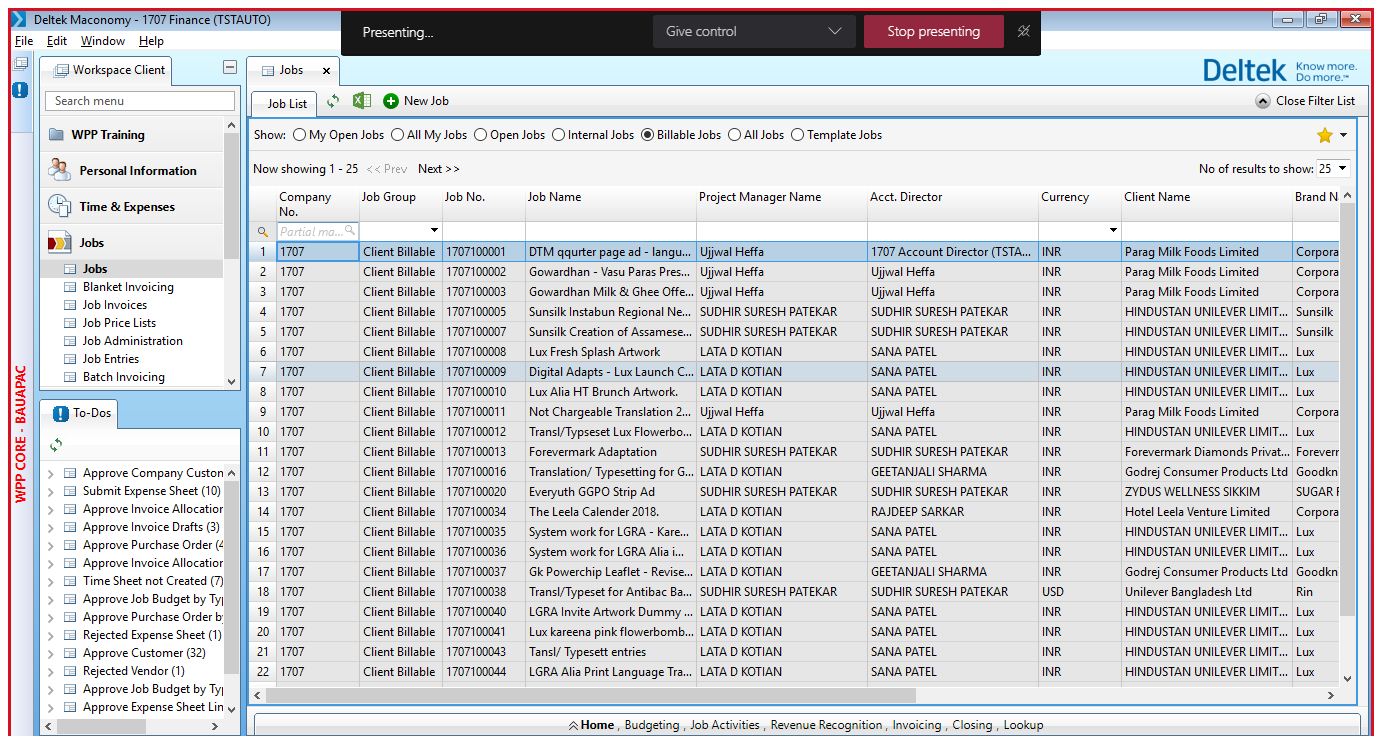 Deltek Maconomy - 1707 Finance (TSTAUTO)
Presenting...
Give control
Stop presenting
File Edit Window Help
Workspace Client
Search menu
WPP Training
Personal Information
Time & Expenses
Jobs
Jobs
Blanket Invoicing
Job Invoices
Job Price Lists
Job Administration
Job Entries
Batch Invoicing
WPP CORE - BAUAPAC
To-Dos
Approve Company Custon
Submit Expense Sheet (10)
Approve Invoice Allocation
Approve Invoice Drafts (3)
Approve Purchase Order (4
Approve Invoice Allocation
Time Sheet not Created (7)
Approve Job Budget by Typ
Approve Purchase Order by
Rejected Expense Sheet (1)
Approve Customer (32)
Rejected Vendor (1)
Approve Job Budget by Typ
Approve Expense Sheet Lin
Jobs
Deltek Know more.
Do more.™
Job List New Job Close Filter List
Show: My Open Jobs All My Jobs Open Jobs Internal Jobs Billable Jobs All Jobs Template Jobs
Now showing 1 - 25 << Prev Next >> No of results to show: 25
Company No. Job Group Job No. Job Name Project Manager Name Acct. Director Currency Client Name Brand Na
Partial ma...
1 1707 Client Billable 1707100001 DTM qqurter page ad - langu... Ujjwal Heffa 1707 Account Director (TSTA... INR Parag Milk Foods Limited Corpora
2 1707 Client Billable 1707100002 Gowardhan - Vasu Paras Pres... Ujjwal Heffa Ujjwal Heffa INR Parag Milk Foods Limited Corpora
3 1707 Client Billable 1707100003 Gowardhan Milk & Ghee Offe... Ujjwal Heffa Ujjwal Heffa INR Parag Milk Foods Limited Corpora
4 1707 Client Billable 1707100005 Sunsilk Instabun Regional Ne... SUDHIR SURESH PATEKAR SUDHIR SURESH PATEKAR INR HINDUSTAN UNILEVER LIMIT... Sunsilk
5 1707 Client Billable 1707100007 Sunsilk Creation of Assamese... SUDHIR SURESH PATEKAR SUDHIR SURESH PATEKAR INR HINDUSTAN UNILEVER LIMIT... Sunsilk
6 1707 Client Billable 1707100008 Lux Fresh Splash Artwork LATA D KOTIAN SANA PATEL INR HINDUSTAN UNILEVER LIMIT... Lux
7 1707 Client Billable 1707100009 Digital Adapts - Lux Launch C... LATA D KOTIAN SANA PATEL INR HINDUSTAN UNILEVER LIMIT... Lux
8 1707 Client Billable 1707100010 Lux Alia HT Brunch Artwork. LATA D KOTIAN SANA PATEL INR HINDUSTAN UNILEVER LIMIT... Lux
9 1707 Client Billable 1707100011 Not Chargeable Translation 2... Ujjwal Heffa Ujjwal Heffa INR Parag Milk Foods Limited Corpora
10 1707 Client Billable 1707100012 Transl/Typseset Lux Flowerbo... LATA D KOTIAN SANA PATEL INR HINDUSTAN UNILEVER LIMIT... Lux
11 1707 Client Billable 1707100013 Forevermark Adaptation SUDHIR SURESH PATEKAR SUDHIR SURESH PATEKAR INR Forevermark Diamonds Privat... Foreverr
12 1707 Client Billable 1707100016 Translation/ Typesetting for G... LATA D KOTIAN GEETANJALI SHARMA INR Godrej Consumer Products Ltd Goodkni
13 1707 Client Billable 1707100020 Everyuth GGPO Strip Ad SUDHIR SURESH PATEKAR SUDHIR SURESH PATEKAR INR ZYDUS WELLNESS SIKKIM SUGAR F
14 1707 Client Billable 1707100034 The Leela Calender 2018. LATA D KOTIAN RAJDEEP SARKAR INR Hotel Leela Venture Limited Corpora
15 1707 Client Billable 1707100035 System work for LGRA - Kare... LATA D KOTIAN SANA PATEL INR HINDUSTAN UNILEVER LIMIT... Lux
16 1707 Client Billable 1707100036 System work for LGRA Alia i... LATA D KOTIAN SANA PATEL INR HINDUSTAN UNILEVER LIMIT... Lux
17 1707 Client Billable 1707100037 Gk Powerchip Leaflet - Revise... LATA D KOTIAN GEETANJALI SHARMA INR Godrej Consumer Products Ltd Goodkn
18 1707 Client Billable 1707100038 Transl/Typeset for Antibac Ba... SUDHIR SURESH PATEKAR SUDHIR SURESH PATEKAR USD Unilever Bangladesh Ltd Rin
19 1707 Client Billable 1707100040 LGRA Invite Artwork Dummy ... LATA D KOTIAN SANA PATEL INR HINDUSTAN UNILEVER LIMIT... Lux
20 1707 Client Billable 1707100041 Lux kareena pink flowerbomb... LATA D KOTIAN SANA PATEL INR HINDUSTAN UNILEVER LIMIT... Lux
21 1707 Client Billable 1707100043 Tansl/ Typesett entries LATA D KOTIAN SANA PATEL INR HINDUSTAN UNILEVER LIMIT... Lux
22 1707 Client Billable 1707100044 LGRA Alia Print Language Tra... LATA D KOTIAN SANA PATEL INR HINDUSTAN UNILEVER LIMIT... Lux
Home , Budgeting , Job Activities , Revenue Recognition , Invoicing , Closing , Lookup